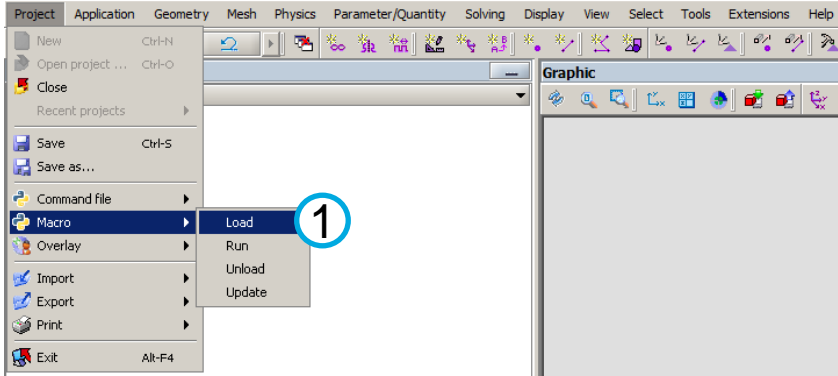 Project Application Geometry Mesh Physics Parameter/Quantity Solving Display View Select Tools Extensions Help
New Ctrl-N
Open project ... Ctrl-O
Close
Recent projects
Save Ctrl-S
Save as...
Command file
Macro
Overlay
Import
Export
Print
Exit Alt-F4
Load
Run
Unload
Update
1
Graphic